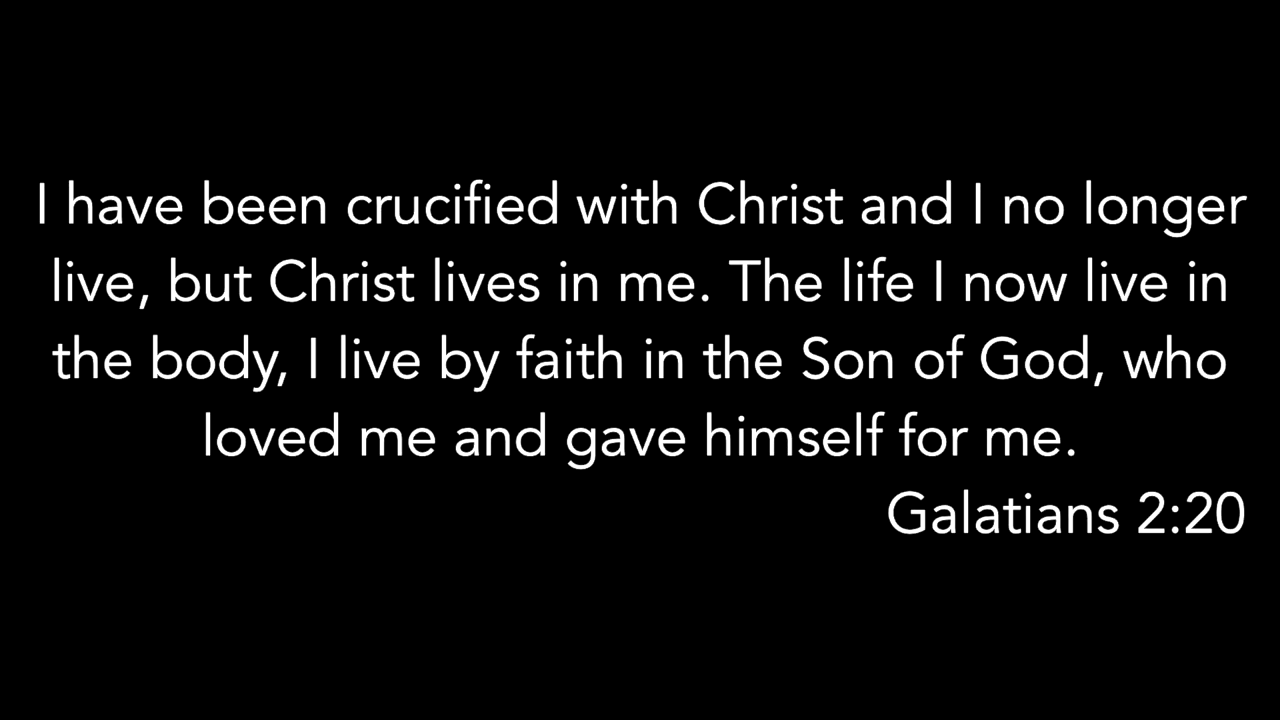 I have been crucified with Christ and I no longer
live, but Christ lives in me. The life I now live in
the body, I live by faith in the Son of God, who
loved me and gave himself for me.
Galatians 2:20